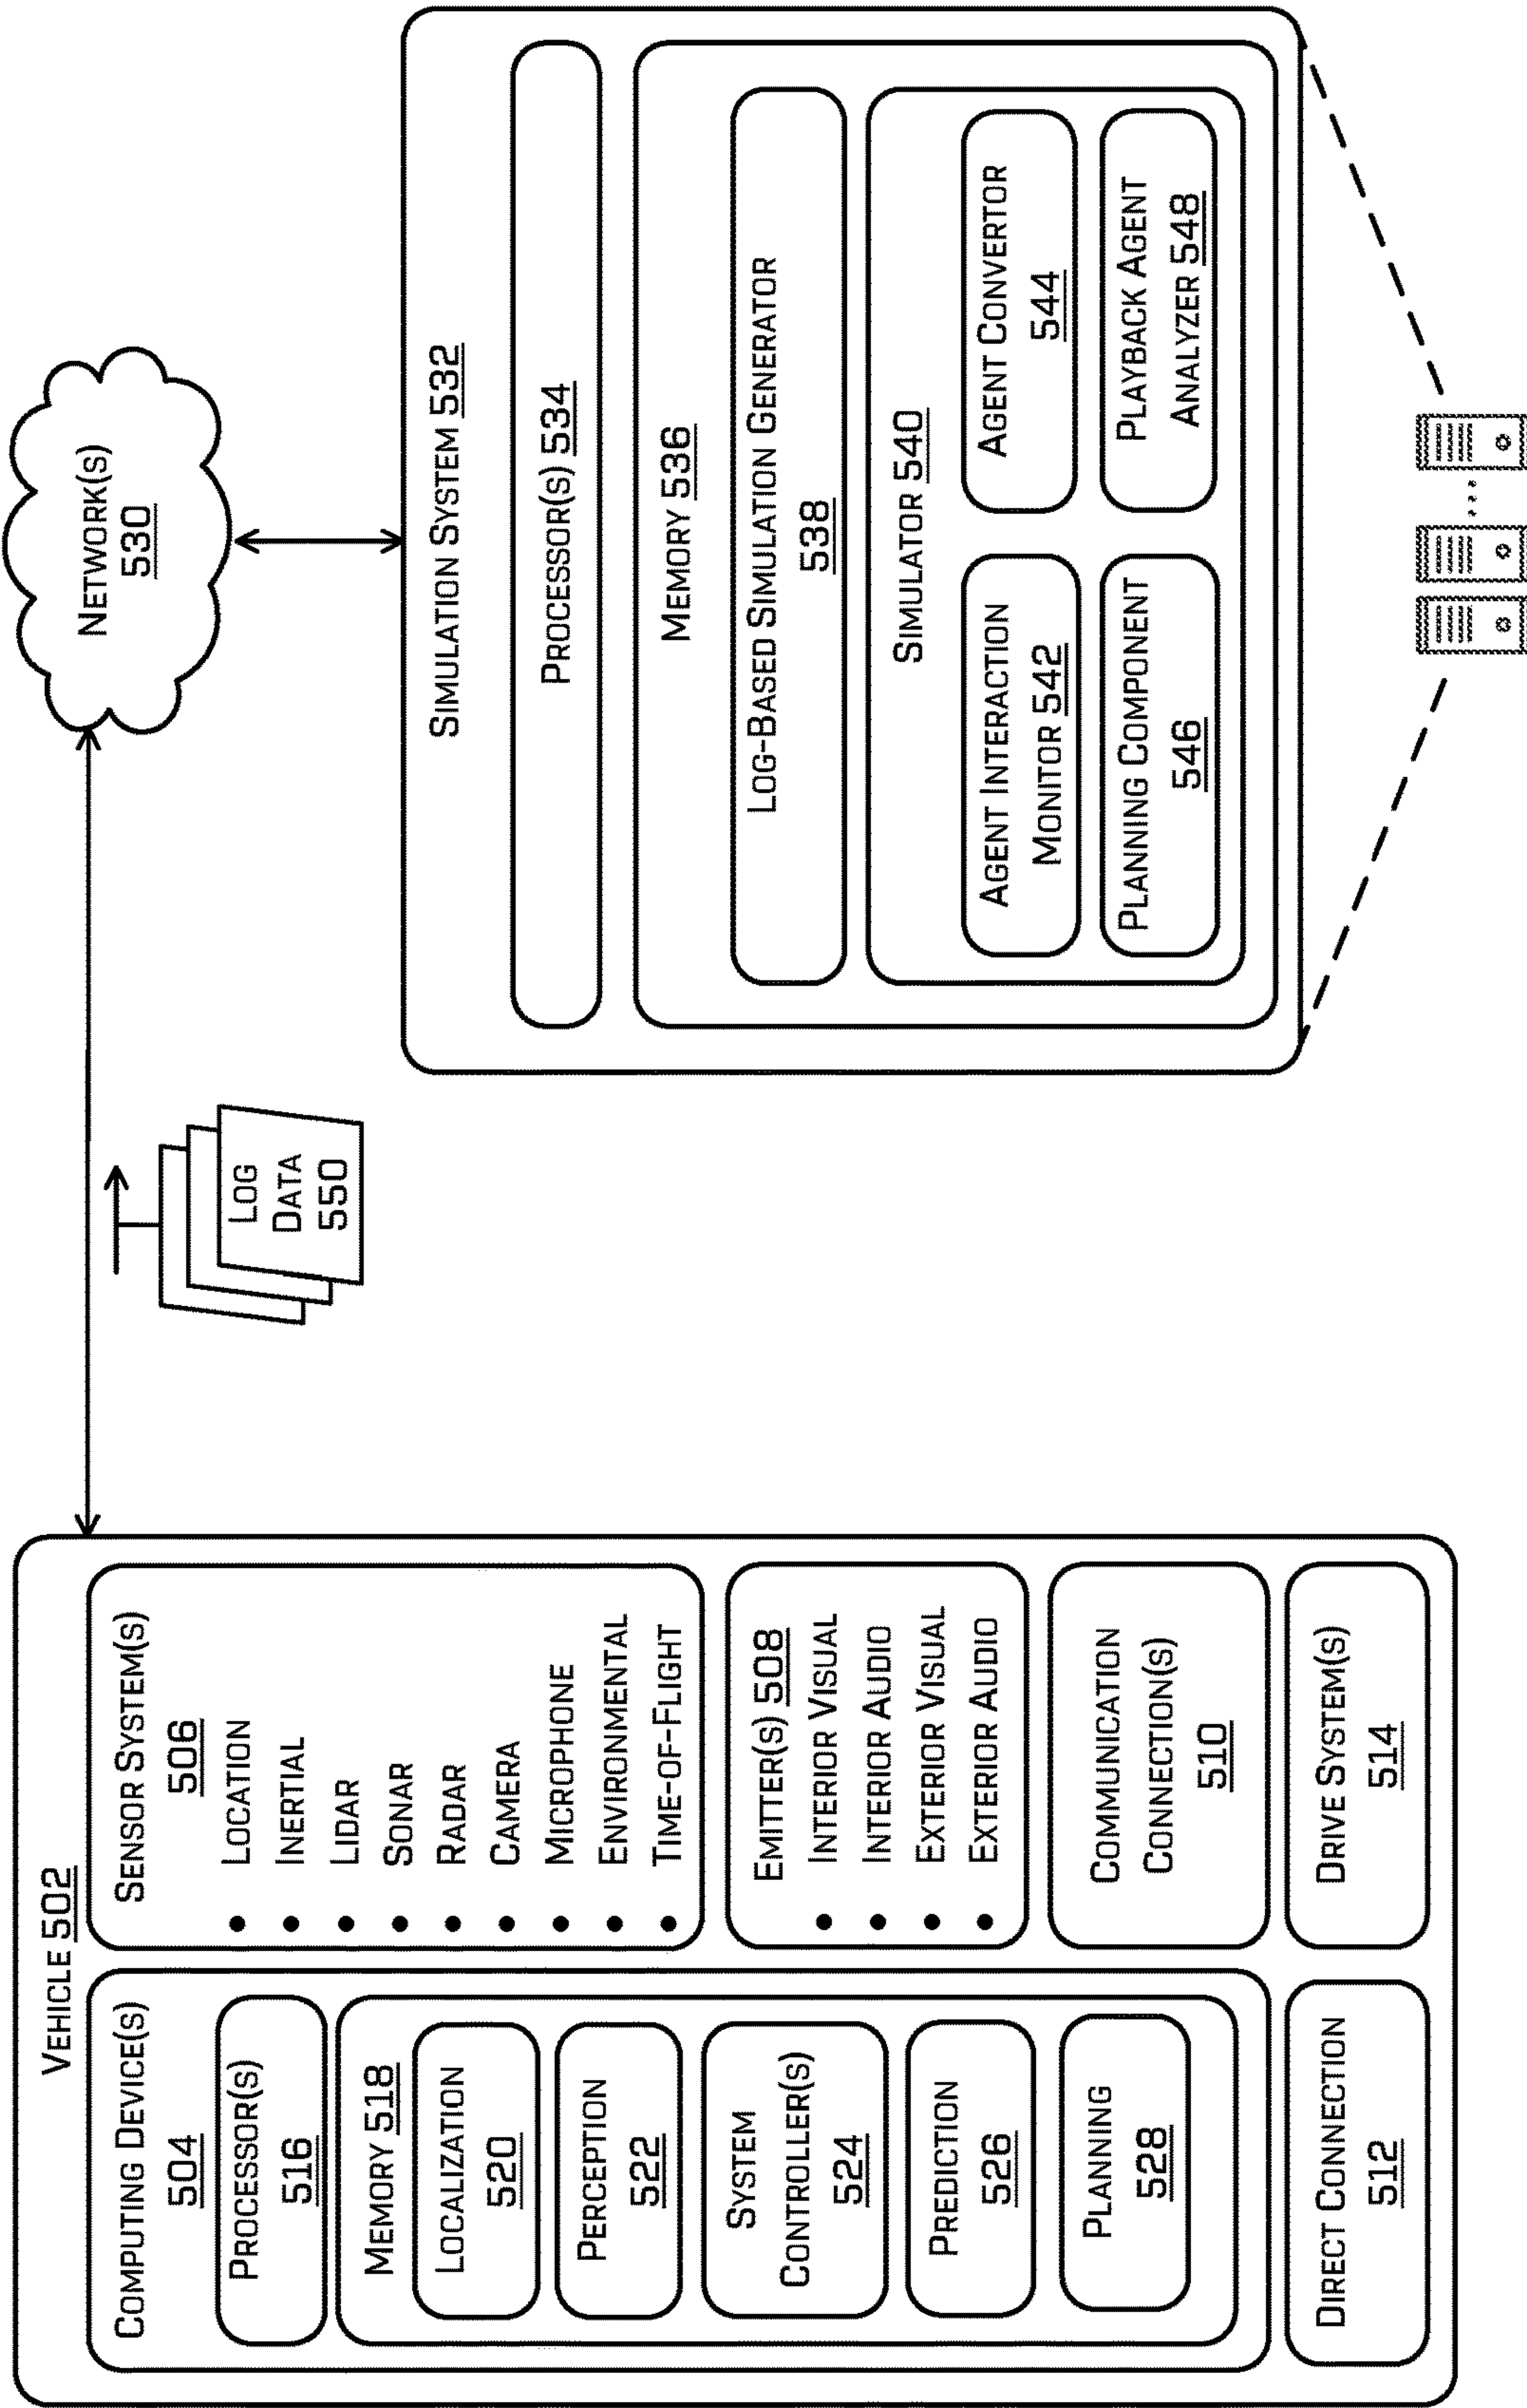 VEHICLE 502
COMPUTING DEVICE(S)
504
PROCESSOR(S)
516
MEMORY 518
LOCALIZATION
520
PERCEPTION
522
SYSTEM
CONTROLLER(S)
524
PREDICTION
526
PLANNING
528
DIRECT CONNECTION
512
SENSOR SYSTEM(S)
506
• LOCATION
• INERTIAL
• LIDAR
• SONAR
• RADAR
• CAMERA
• MICROPHONE
• ENVIRONMENTAL
• TIME-OF-FLIGHT
EMITTER(S) 508
• INTERIOR VISUAL
• INTERIOR AUDIO
• EXTERIOR VISUAL
• EXTERIOR AUDIO
COMMUNICATION
CONNECTION(S)
510
DRIVE SYSTEM(S)
514
LOG
DATA
550
NETWORK(S)
530
SIMULATION SYSTEM 532
PROCESSOR(S) 534
MEMORY 536
LOG-BASED SIMULATION GENERATOR
538
SIMULATOR 540
AGENT INTERACTION
MONITOR 542
AGENT CONVERTOR
544
PLANNING COMPONENT
546
PLAYBACK AGENT
ANALYZER 548
...